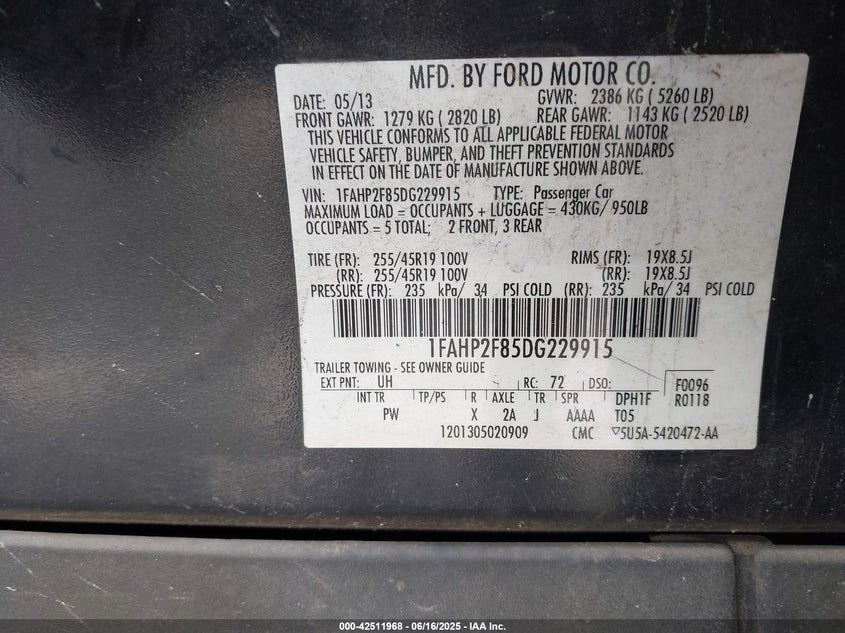 MFD. BY FORD MOTOR CO.
DATE: 05/13 GVWR: 2386 KG ( 5260 LB)
FRONT GAWR: 1279 KG ( 2820 LB) REAR GAWR: 1143 KG ( 2520 LB)
THIS VEHICLE CONFORMS TO ALL APPLICABLE FEDERAL MOTOR
VEHICLE SAFETY, BUMPER, AND THEFT PREVENTION STANDARDS
IN EFFECT ON THE DATE OF MANUFACTURE SHOWN ABOVE.
VIN: 1FAHP2F85DG229915 TYPE: Passenger Car
MAXIMUM LOAD = OCCUPANTS + LUGGAGE = 430KG/ 950LB
OCCUPANTS = 5 TOTAL; 2 FRONT, 3 REAR
TIRE (FR): 255/45R19 100V RIMS (FR): 19X8.5J
(RR): 255/45R19 100V (RR): 19X8.5J
PRESSURE (FR): 235 kPa/ 34 PSI COLD (RR): 235 kPa/ 34 PSI COLD
1FAHP2F85DG229915
TRAILER TOWING - SEE OWNER GUIDE
EXT PNT: UH RC: 72 DSO: F0096
INT TR TP/PS R AXLE TR SPR DPH1F R0118
PW X 2A J AAAA T05
1201305020909 CMC ▽5U5A-5420472-AA
000-42511968 - 06/16/2025 - IAA Inc.